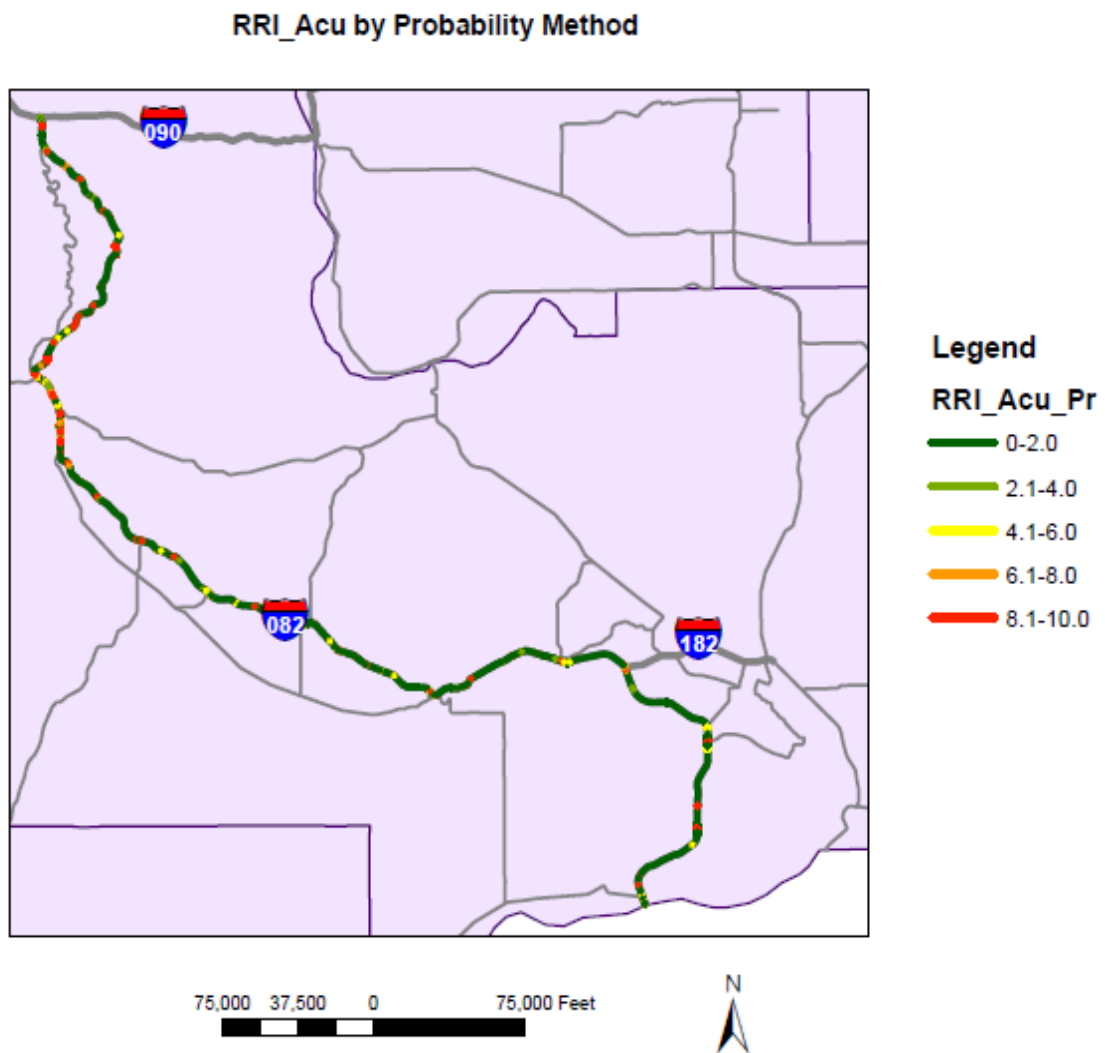 RRI_Acu by Probability Method
090
082
182
Legend
RRI_Acu_Pr
0-2.0
2.1-4.0
4.1-6.0
6.1-8.0
8.1-10.0
75,000 37,500 0 75,000 Feet
N